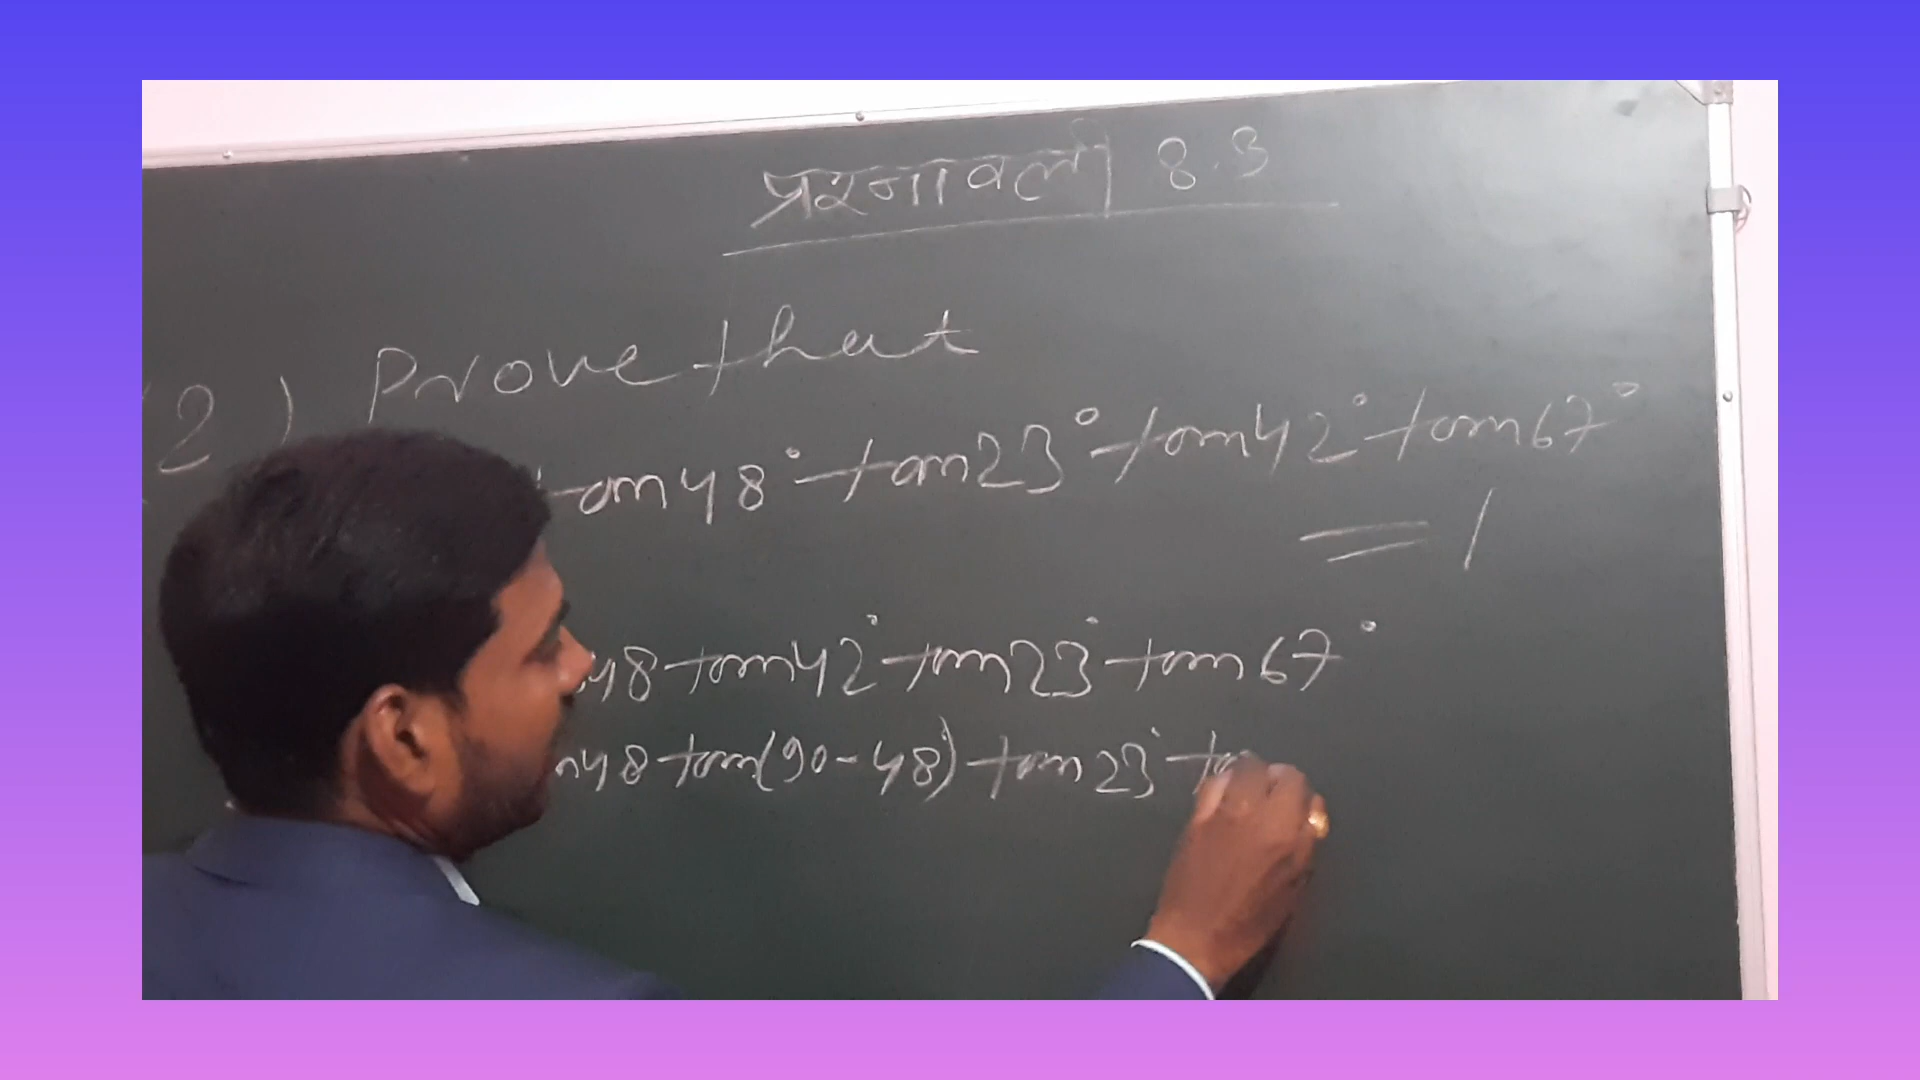 प्रश्नावली 8.3
(2) Prove that
tan48° tan23° tan42° tan67°
= 1
48 tan42° tan23° tan67°
n48 tan(90-48°) tan23°